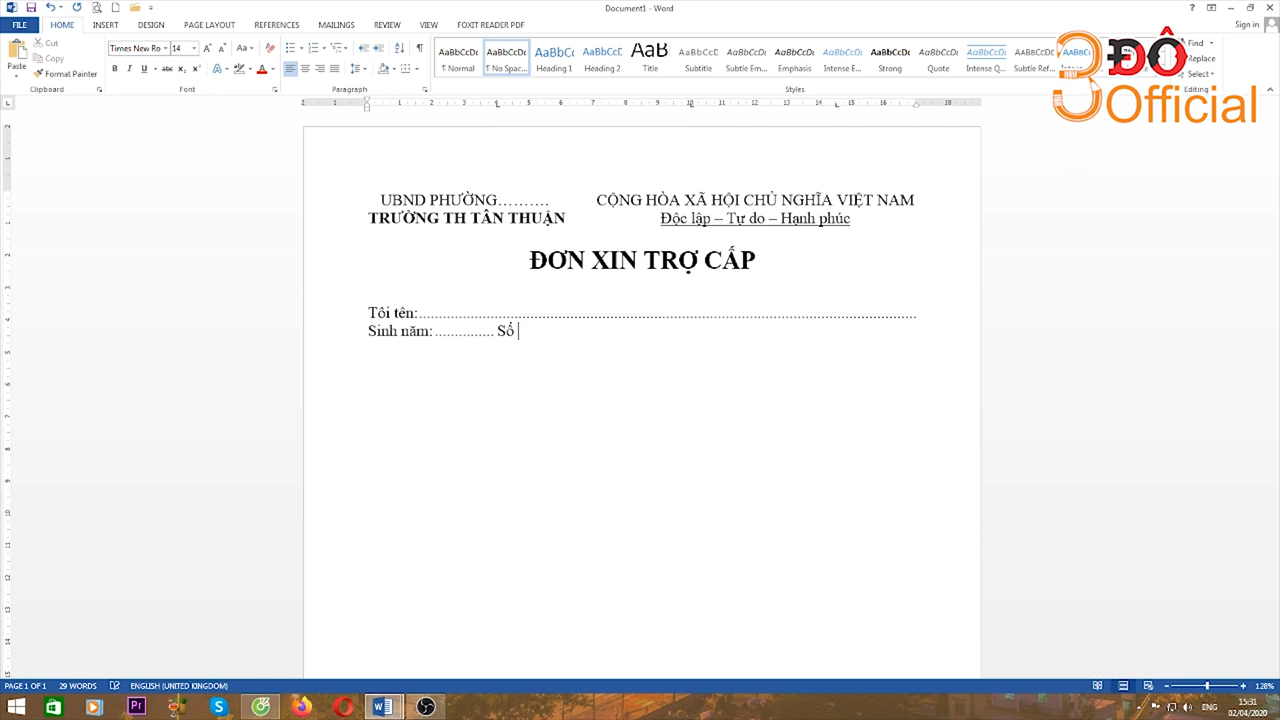 Document1 - Word
Sign in
FILE HOME INSERT DESIGN PAGE LAYOUT REFERENCES MAILINGS REVIEW VIEW FOXIT READER PDF
Cut
Copy
Format Painter
Paste
Times New Ro 14
AaBbCcDc AaBbCcDc AaBbCc AaBbCcDc AaB AaBbCcDc AaBbCcDc AaBbCcDc AaBbCcDc AaBbCcDc AaBbCcDc AaBbCcDc AaBbCcDc AaBbCc
¶ Normal ¶ No Spac... Heading 1 Heading 2 Title Subtitle Subtle Em... Emphasis Intense E... Strong Quote Intense Q... Subtle Ref...
Find
Replace
Select
Clipboard Font Paragraph Styles Editing
3ĐÔ
Official
UBND PHƯỜNG……….
CỘNG HÒA XÃ HỘI CHỦ NGHĨA VIỆT NAM
TRƯỜNG TH TÂN THUẬN
Độc lập – Tự do – Hạnh phúc
ĐƠN XIN TRỢ CẤP
Tôi tên: ........................................................................................................................
Sinh năm: ............... Số
PAGE 1 OF 1 29 WORDS ENGLISH (UNITED KINGDOM) 128%
ENG
15:31
02/04/2020